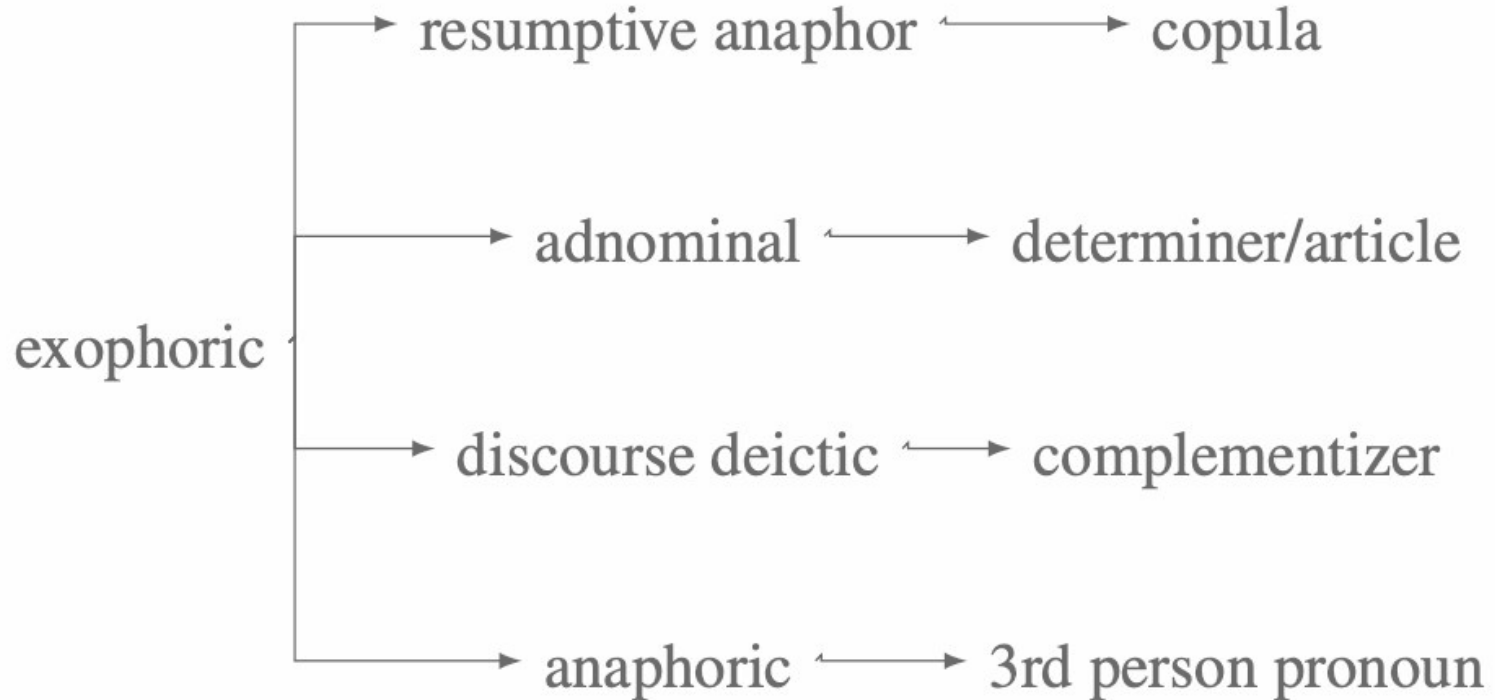 resumptive anaphor copula
adnominal determiner/article
exophoric
discourse deictic complementizer
anaphoric 3rd person pronoun